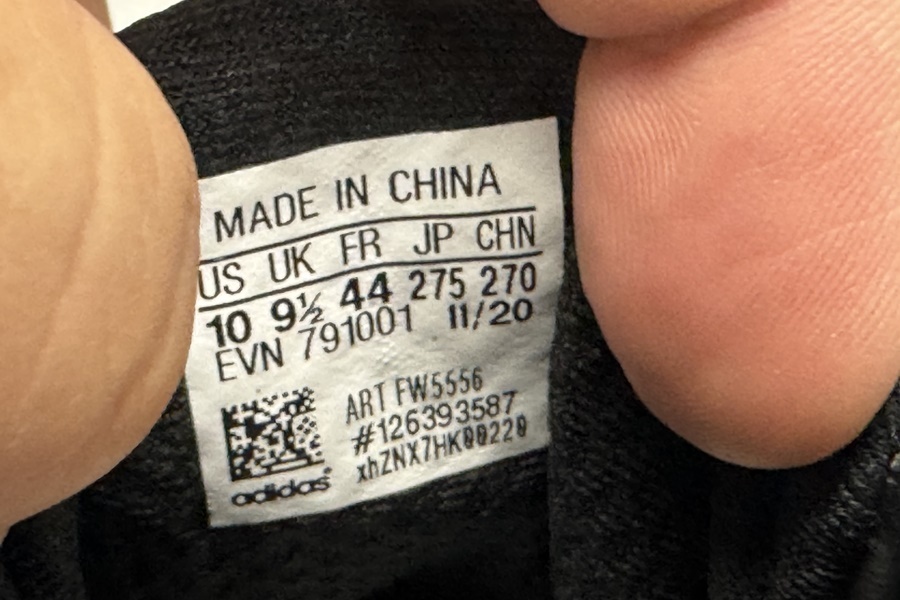 MADE IN CHINA
US UK FR JP CHN
10 9½ 44 275 270
EVN 791001 11/20
ART FW5556
#126393587
xhZNX7HK00220
adidas